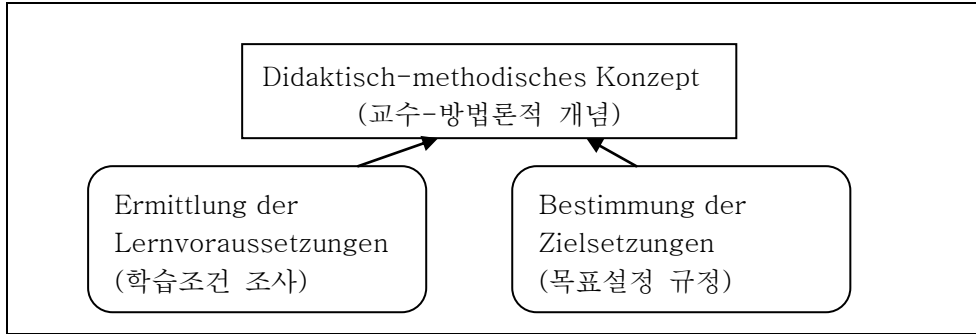 Didaktisch-methodisches Konzept
(교수-방법론적 개념)
Ermittlung der
Lernvoraussetzungen
(학습조건 조사)
Bestimmung der
Zielsetzungen
(목표설정 규정)